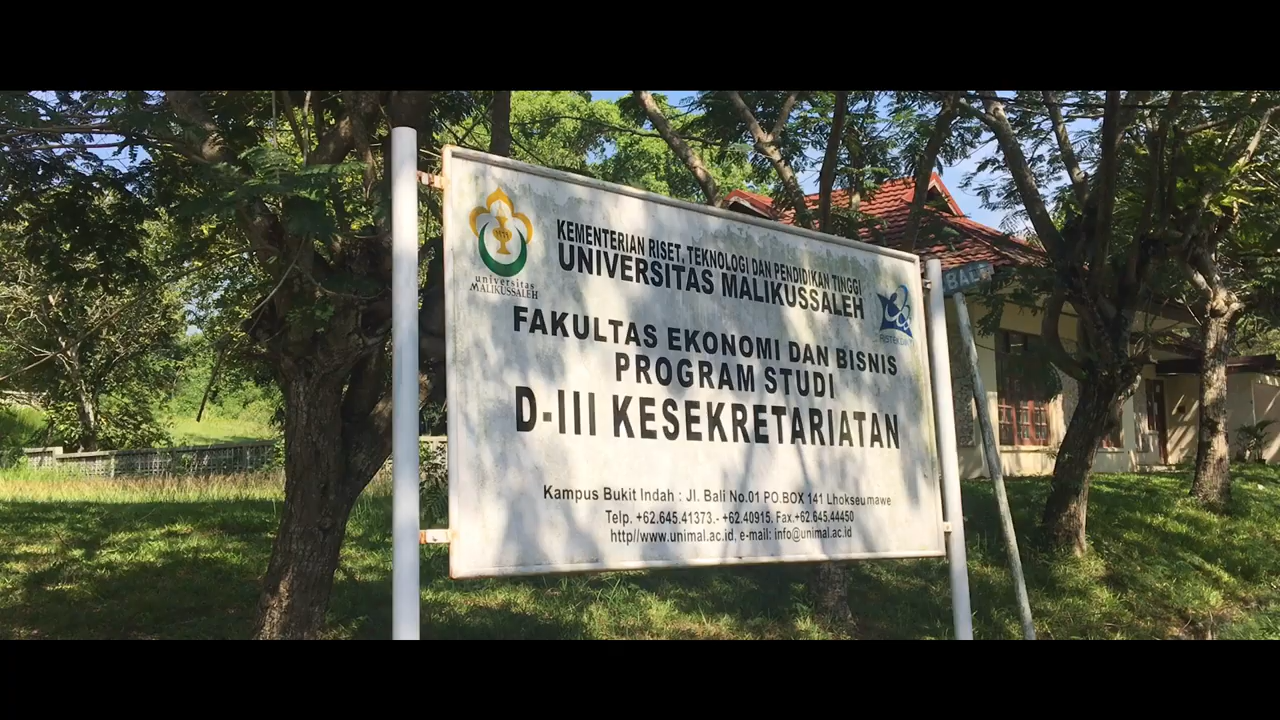 universitas
MALIKUSSALEH
KEMENTERIAN RISET, TEKNOLOGI DAN PENDIDIKAN TINGGI
UNIVERSITAS MALIKUSSALEH
FAKULTAS EKONOMI DAN BISNIS
PROGRAM STUDI
D-III KESEKRETARIATAN
Kampus Bukit Indah : Jl. Bali No.01 PO.BOX 141 Lhokseumawe
Telp. +62.645.41373.- +62.40915. Fax.+62.645.44450
http//www.unimal.ac.id. e-mail: info@unimal.ac.id